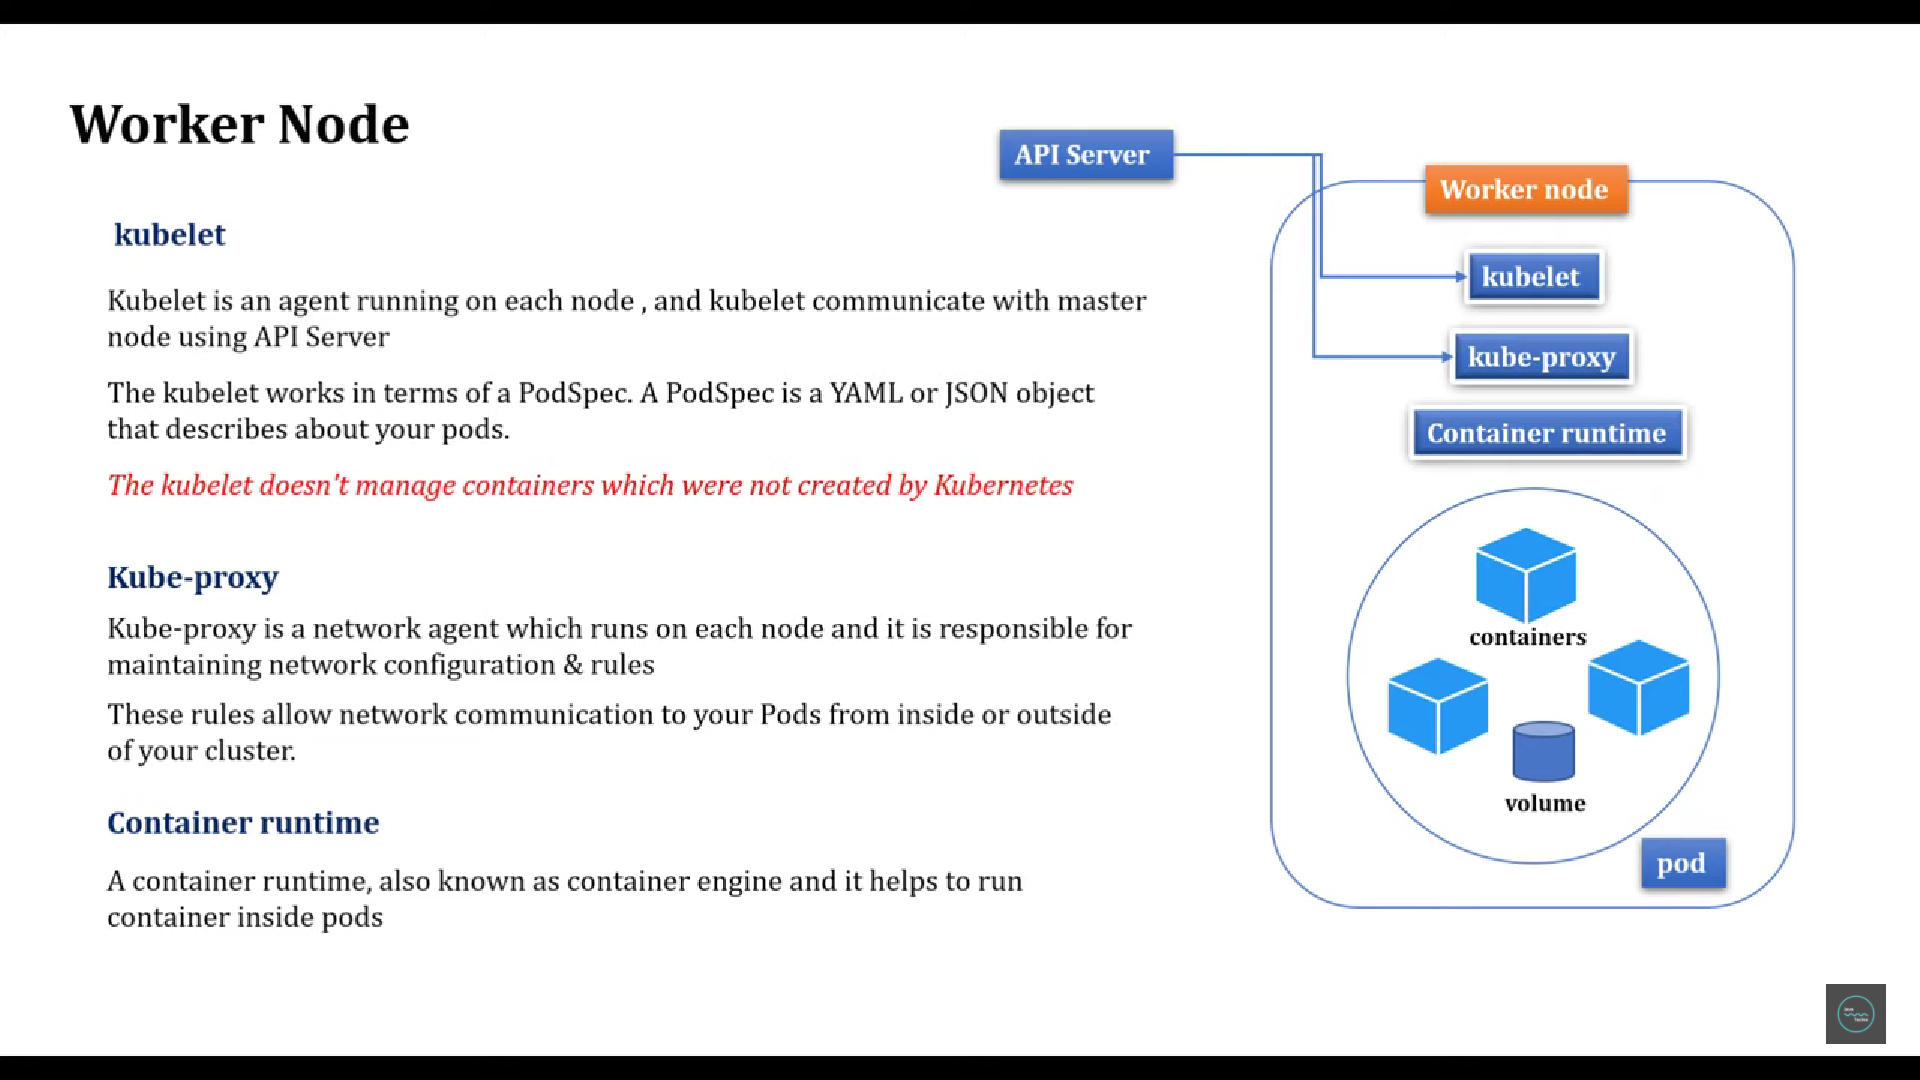 Worker Node
kubelet
Kubelet is an agent running on each node , and kubelet communicate with master
node using API Server
The kubelet works in terms of a PodSpec. A PodSpec is a YAML or JSON object
that describes about your pods.
The kubelet doesn't manage containers which were not created by Kubernetes
Kube-proxy
Kube-proxy is a network agent which runs on each node and it is responsible for
maintaining network configuration & rules
These rules allow network communication to your Pods from inside or outside
of your cluster.
Container runtime
A container runtime, also known as container engine and it helps to run
container inside pods
API Server
Worker node
kubelet
kube-proxy
Container runtime
containers
volume
pod